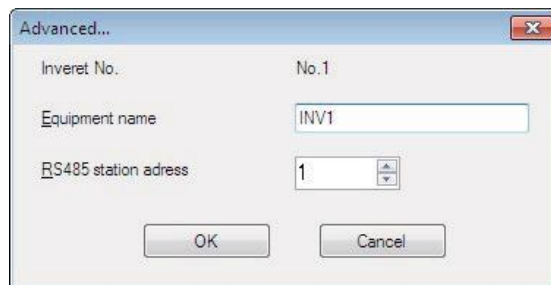 Advanced...
Inveret No. No.1
Equipment name INV1
RS485 station adress 1
OK Cancel